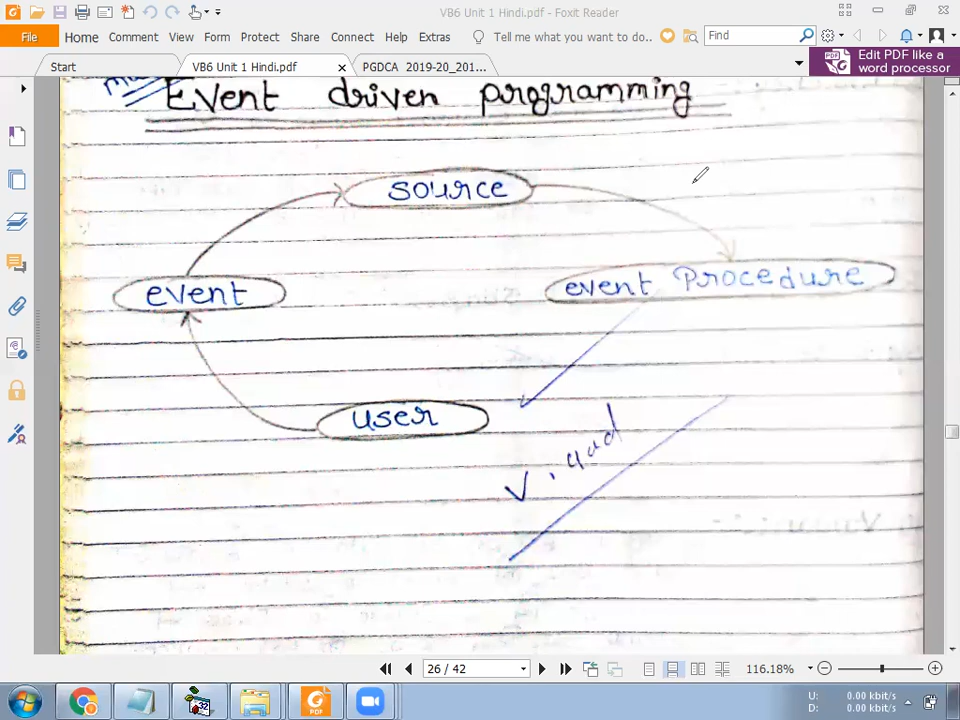 VB6 Unit 1 Hindi.pdf - Foxit Reader
File Home Comment View Form Protect Share Connect Help Extras Tell me what you want to do.. Find
Start VB6 Unit 1 Hindi.pdf PGDCA 2019-20_201... Edit PDF like a
word processor
Event driven programming
source
event event Procedure
user
26 / 42 116.18%
U: 0.00 kbit/s
D: 0.00 kbit/s